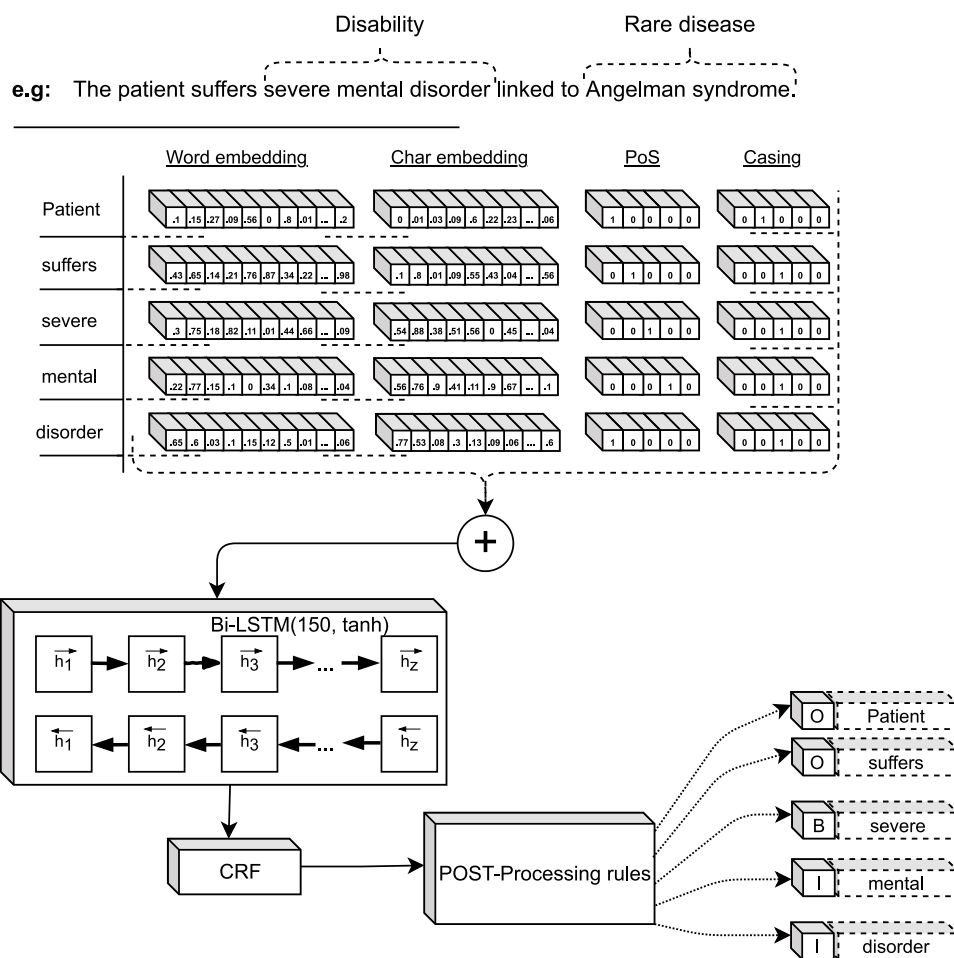 Disability Rare disease
e.g: The patient suffers severe mental disorder linked to Angelman syndrome.
Word embedding Char embedding PoS Casing
Patient .1 .15 .27 .09 .56 0 .8 .01 ... .2 0 .01 .03 .09 .6 .22 .23 ... .06 1 0 0 0 0 0 1 0 0 0
suffers .43 .65 .14 .21 .76 .87 .34 .22 ... .98 .1 .8 .01 .09 .55 .43 .04 ... .56 0 1 0 0 0 0 0 1 0 0
severe .3 .75 .18 .82 .11 .01 .44 .66 ... .09 .54 .88 .38 .51 .56 0 .45 ... .04 0 0 1 0 0 0 0 1 0 0
mental .22 .77 .15 .1 0 .34 .1 .08 ... .04 .56 .76 .9 .41 .11 .9 .67 ... .1 0 0 0 1 0 0 0 1 0 0
disorder .65 .6 .03 .1 .15 .12 .5 .01 ... .06 .77 .53 .08 .3 .13 .09 .06 ... .6 1 0 0 0 0 0 0 1 0 0
+
Bi-LSTM(150, tanh)
h1 h2 h3 ... hz
h1 h2 h3 ... hz
CRF
POST-Processing rules
O Patient
O suffers
B severe
I mental
I disorder